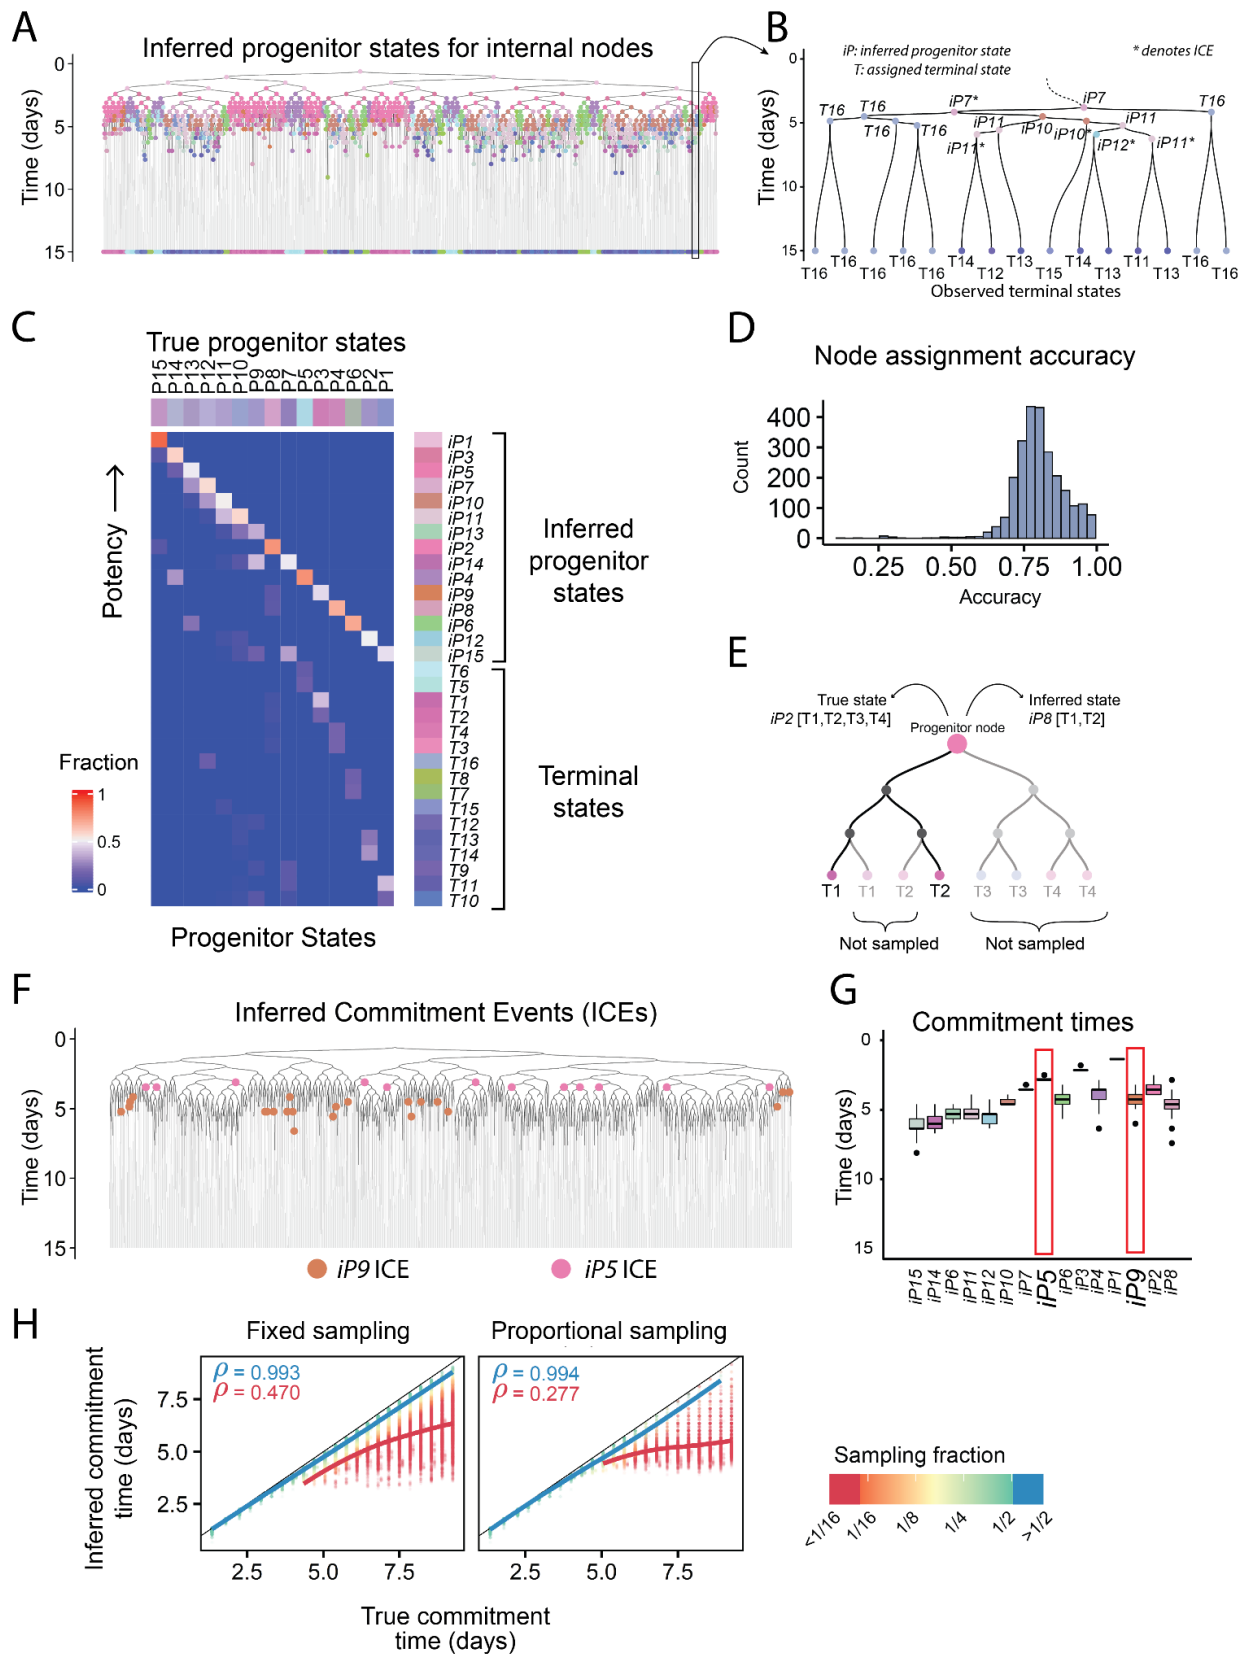 A
Inferred progenitor states for internal nodes
Time (days)
0
5
10
15
B
iP: inferred progenitor state
T: assigned terminal state
* denotes ICE
Time (days)
0
5
10
15
iP7
iP7*
T16
T16
T16
T16
T16
iP11
iP10
iP10*
iP11
iP11*
iP12*
iP11*
T16
T16
T16
T16
T16
T14
T12
T13
T15
T14
T13
T11
T13
T16
T16
Observed terminal states
C
True progenitor states
P15
P14
P13
P12
P11
P10
P9
P8
P7
P5
P3
P4
P6
P2
P1
Potency
iP1
iP3
iP5
iP7
iP10
iP11
iP13
iP2
iP14
iP4
iP9
iP8
iP6
iP12
iP15
T6
T5
T1
T2
T4
T3
T16
T8
T7
T15
T12
T13
T14
T9
T11
T10
Inferred
progenitor
states
Terminal
states
Fraction
1
0.5
0
Progenitor States
D
Node assignment accuracy
Count
400
300
200
100
0
0.25
0.50
0.75
1.00
Accuracy
E
True state
iP2 [T1,T2,T3,T4]
Inferred state
iP8 [T1,T2]
Progenitor node
T1
T1
T2
T2
T3
T3
T4
T4
Not sampled
Not sampled
F
Inferred Commitment Events (ICEs)
Time (days)
0
5
10
15
iP9 ICE
iP5 ICE
G
Commitment times
Time (days)
0
5
10
15
iP15
iP14
iP6
iP11
iP12
iP10
iP7
iP5
iP6
iP3
iP4
iP1
iP9
iP2
iP8
H
Fixed sampling
Proportional sampling
ρ = 0.993
ρ = 0.470
ρ = 0.994
ρ = 0.277
Inferred commitment
time (days)
7.5
5.0
2.5
2.5
5.0
7.5
2.5
5.0
7.5
True commitment
time (days)
Sampling fraction
<1/16
1/16
1/8
1/4
1/2
>1/2